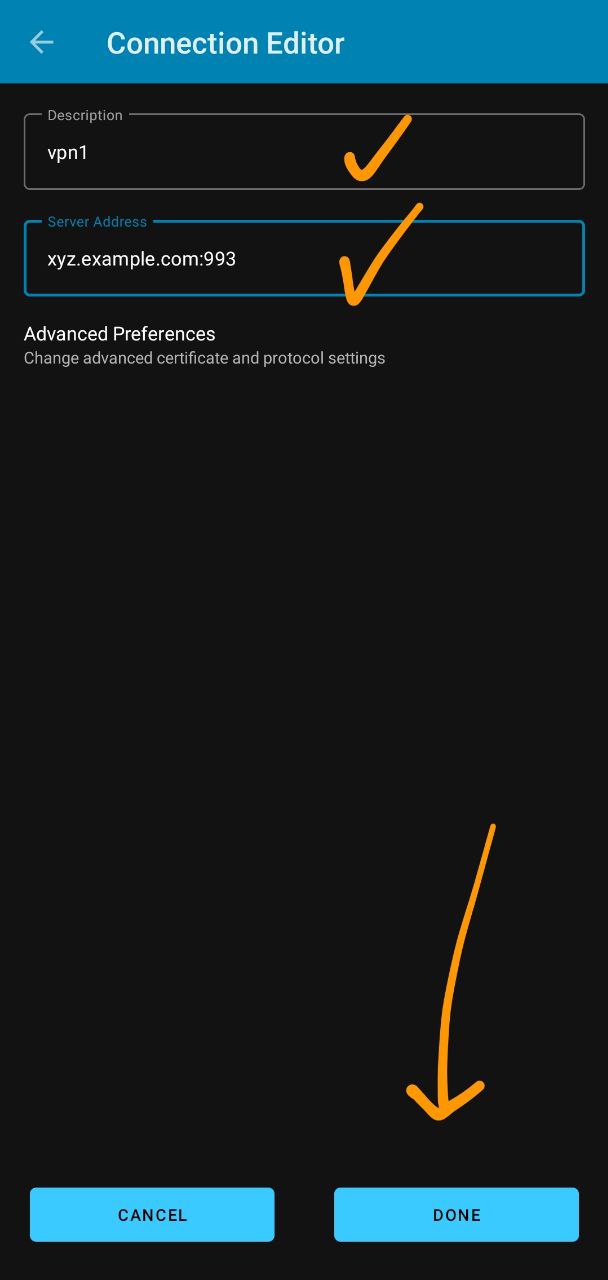 Connection Editor
Description
vpn1
Server Address
xyz.example.com:993
Advanced Preferences
Change advanced certificate and protocol settings
CANCEL
DONE